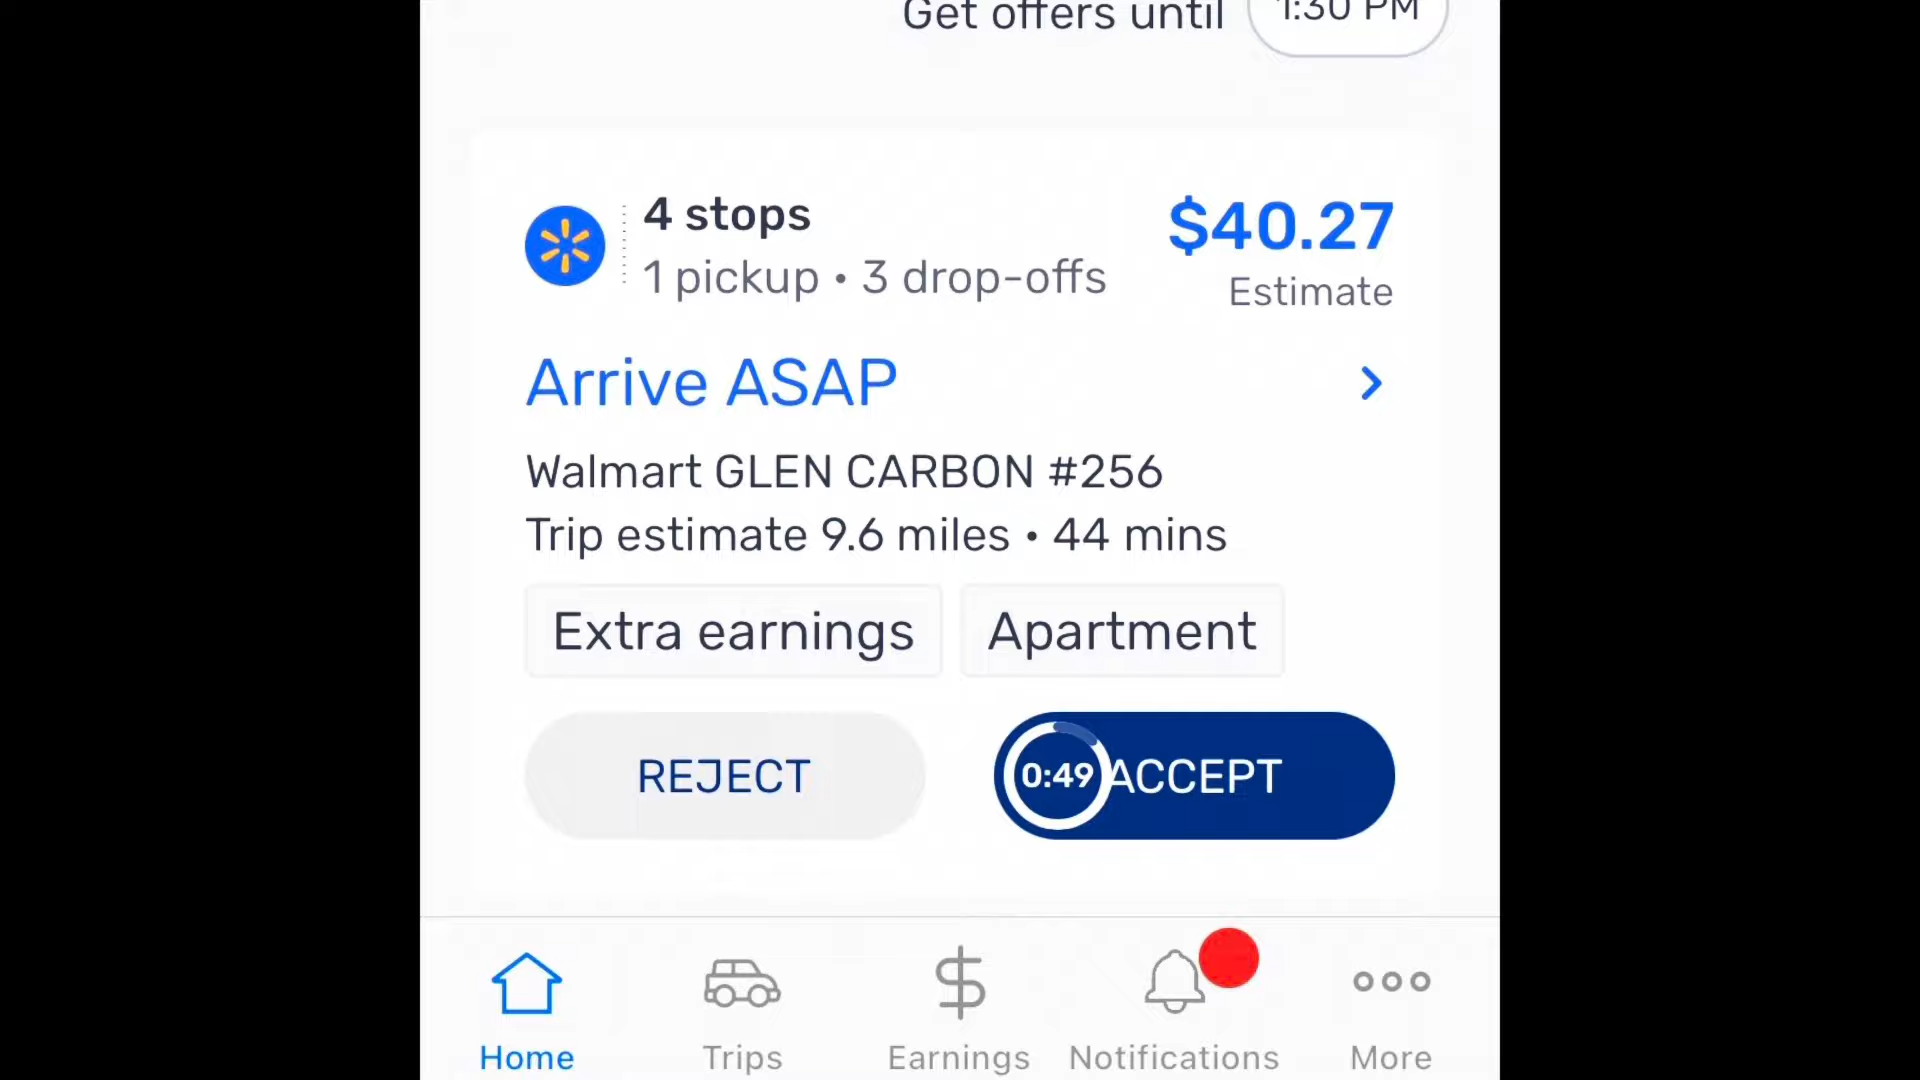 Get offers until 1:30 PM
4 stops
$40.27
1 pickup • 3 drop-offs
Estimate
Arrive ASAP
Walmart GLEN CARBON #256
Trip estimate 9.6 miles • 44 mins
Extra earnings Apartment
REJECT 0:49 ACCEPT
Home Trips Earnings Notifications More